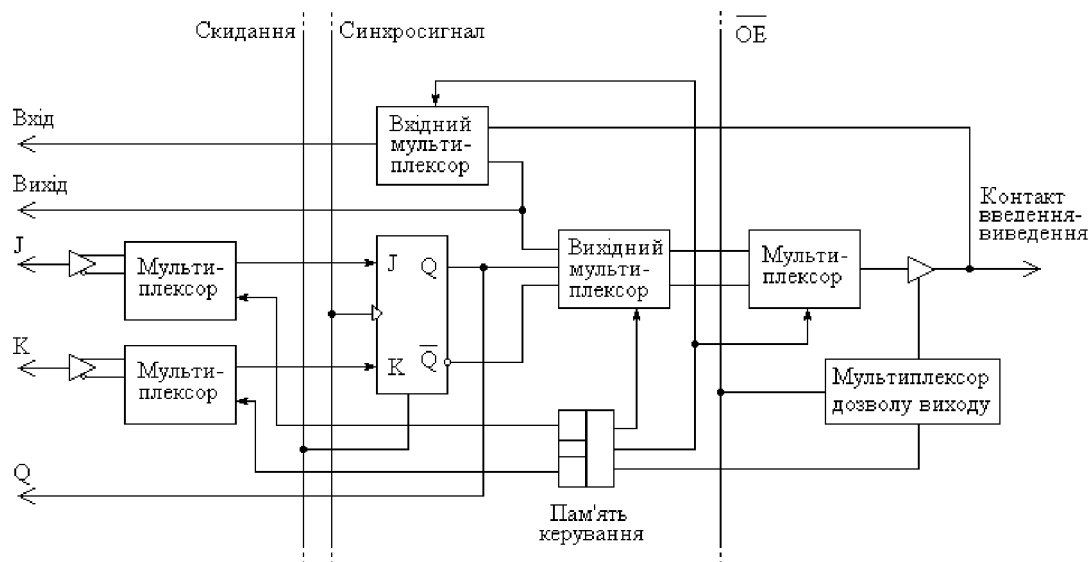 Скидання
Синхросигнал
OE
Вхід
Вхідний
мульти-
плексор
Вихід
Контакт
введення-
виведення
J
Мульти-
плексор
J
Q
Вихідний
мульти-
плексор
Мульти-
плексор
K
Мульти-
плексор
K
Q
Мультиплексор
дозволу виходу
Q
Пам'ять
керування